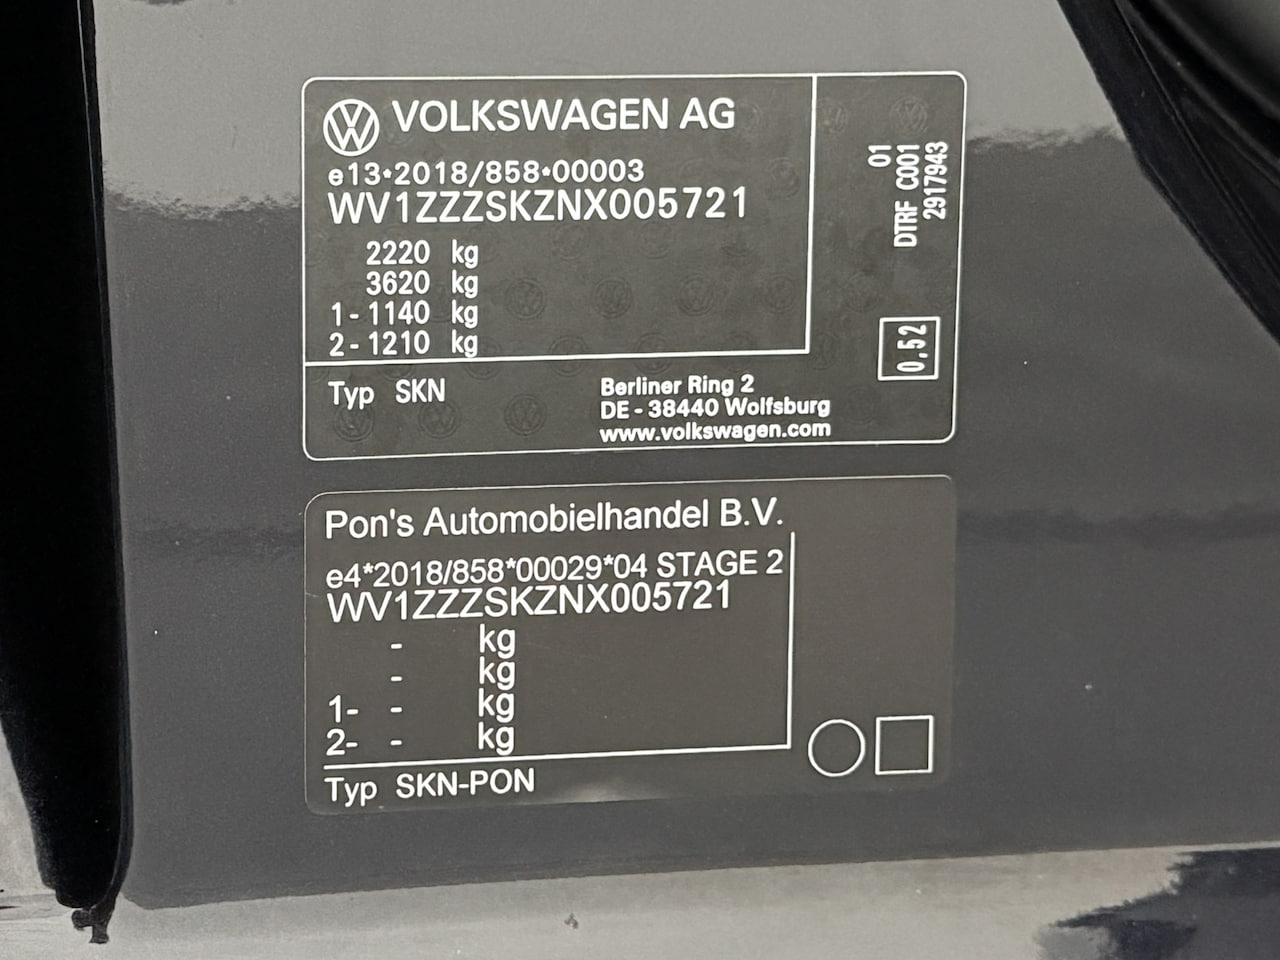 VOLKSWAGEN AG
e13*2018/858*00003
WV1ZZZSKZNX005721
2220 kg
3620 kg
1 - 1140 kg
2 - 1210 kg
Typ SKN
Berliner Ring 2
DE - 38440 Wolfsburg
www.volkswagen.com
01
DTRF C001
2917943
0.52
Pon's Automobielhandel B.V.
e4*2018/858*00029*04 STAGE 2
WV1ZZZSKZNX005721
- kg
- kg
1- - kg
2- - kg
Typ SKN-PON